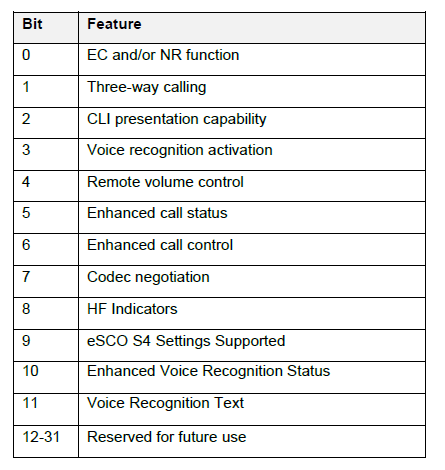 Bit Feature
0 EC and/or NR function
1 Three-way calling
2 CLI presentation capability
3 Voice recognition activation
4 Remote volume control
5 Enhanced call status
6 Enhanced call control
7 Codec negotiation
8 HF Indicators
9 eSCO S4 Settings Supported
10 Enhanced Voice Recognition Status
11 Voice Recognition Text
12-31 Reserved for future use